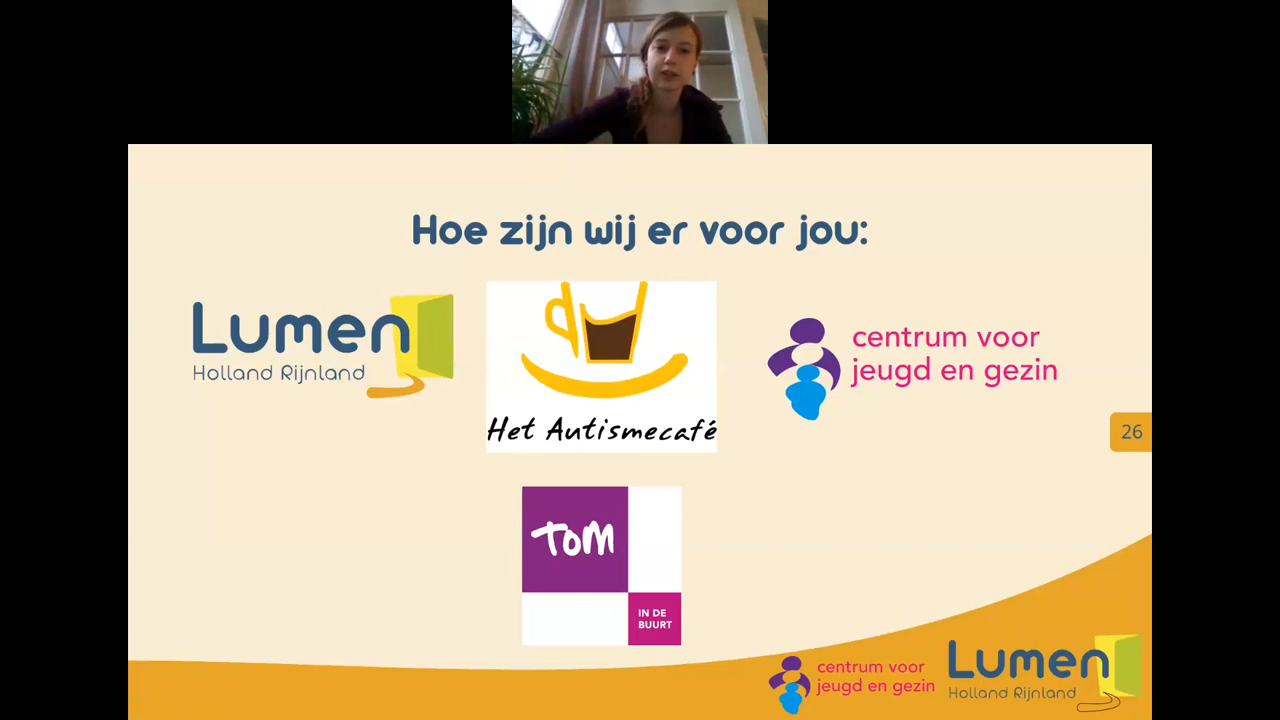 Hoe zijn wij er voor jou:
Lumen
Holland Rijnland
Het Autismecafé
centrum voor
jeugd en gezin
26
TOM
IN DE
BUURT
centrum voor
jeugd en gezin
Lumen
Holland Rijnland